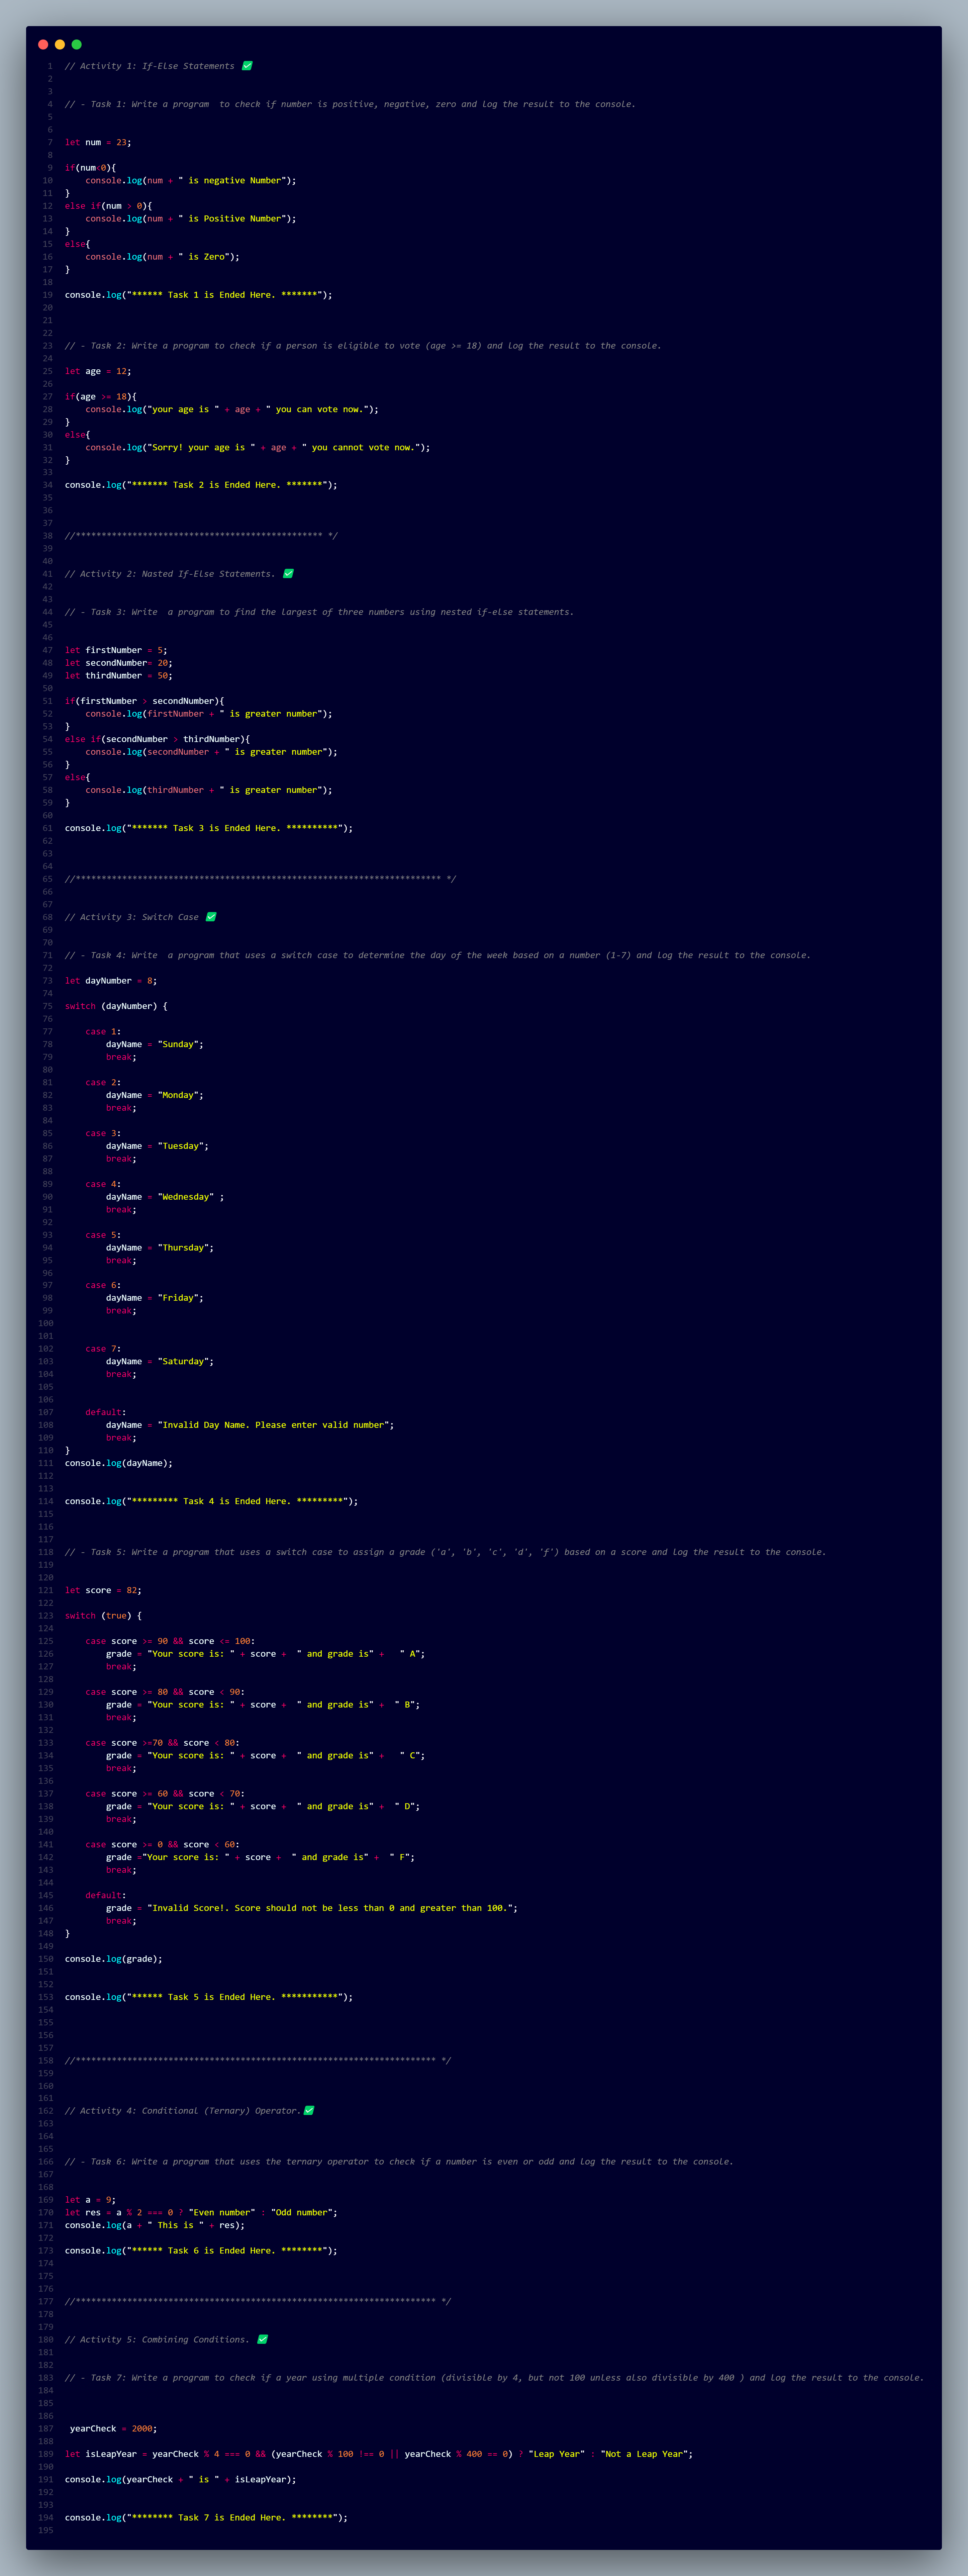 1 // Activity 1: If-Else Statements ✅
2
3
4 // - Task 1: Write a program  to check if number is positive, negative, zero and log the result to the console.
5
6
7 let num = 23;
8
9 if(num<0){
10     console.log(num + " is negative Number");
11 }
12 else if(num > 0){
13     console.log(num + " is Positive Number");
14 }
15 else{
16     console.log(num + " is Zero");
17 }
18
19 console.log("****** Task 1 is Ended Here. *******");
20
21
22
23 // - Task 2: Write a program to check if a person is eligible to vote (age >= 18) and log the result to the console.
24
25 let age = 12;
26
27 if(age >= 18){
28     console.log("your age is " + age + " you can vote now.");
29 }
30 else{
31     console.log("Sorry! your age is " + age + " you cannot vote now.");
32 }
33
34 console.log("******* Task 2 is Ended Here. *******");
35
36
37
38 //************************************************ */
39
40
41 // Activity 2: Nasted If-Else Statements. ✅
42
43
44 // - Task 3: Write  a program to find the largest of three numbers using nested if-else statements.
45
46
47 let firstNumber = 5;
48 let secondNumber= 20;
49 let thirdNumber = 50;
50
51 if(firstNumber > secondNumber){
52     console.log(firstNumber + " is greater number");
53 }
54 else if(secondNumber > thirdNumber){
55     console.log(secondNumber + " is greater number");
56 }
57 else{
58     console.log(thirdNumber + " is greater number");
59 }
60
61 console.log("******* Task 3 is Ended Here. **********");
62
63
64
65 //*********************************************************************** */
66
67
68 // Activity 3: Switch Case ✅
69
70
71 // - Task 4: Write  a program that uses a switch case to determine the day of the week based on a number (1-7) and log the result to the console.
72
73 let dayNumber = 8;
74
75 switch (dayNumber) {
76
77     case 1:
78         dayName = "Sunday";
79         break;
80
81     case 2:
82         dayName = "Monday";
83         break;
84
85     case 3:
86         dayName = "Tuesday";
87         break;
88
89     case 4:
90         dayName = "Wednesday" ;
91         break;
92
93     case 5:
94         dayName = "Thursday";
95         break;
96
97     case 6:
98         dayName = "Friday";
99         break;
100
101
102     case 7:
103         dayName = "Saturday";
104         break;
105
106
107     default:
108         dayName = "Invalid Day Name. Please enter valid number";
109         break;
110 }
111 console.log(dayName);
112
113
114 console.log("********* Task 4 is Ended Here. *********");
115
116
117
118 // - Task 5: Write a program that uses a switch case to assign a grade ('a', 'b', 'c', 'd', 'f') based on a score and log the result to the console.
119
120
121 let score = 82;
122
123 switch (true) {
124
125     case score >= 90 && score <= 100:
126         grade = "Your score is: " + score +  " and grade is" +   " A";
127         break;
128
129     case score >= 80 && score < 90:
130         grade = "Your score is: " + score +  " and grade is" +  " B";
131         break;
132
133     case score >=70 && score < 80:
134         grade = "Your score is: " + score +  " and grade is" +   " C";
135         break;
136
137     case score >= 60 && score < 70:
138         grade = "Your score is: " + score +  " and grade is" +  " D";
139         break;
140
141     case score >= 0 && score < 60:
142         grade ="Your score is: " + score +  " and grade is" +  " F";
143         break;
144
145     default:
146         grade = "Invalid Score!. Score should not be less than 0 and greater than 100.";
147         break;
148 }
149
150 console.log(grade);
151
152
153 console.log("****** Task 5 is Ended Here. ***********");
154
155
156
157
158 //********************************************************************** */
159
160
161
162 // Activity 4: Conditional (Ternary) Operator.✅
163
164
165
166 // - Task 6: Write a program that uses the ternary operator to check if a number is even or odd and log the result to the console.
167
168
169 let a = 9;
170 let res = a % 2 === 0 ? "Even number" : "Odd number";
171 console.log(a + " This is " + res);
172
173 console.log("****** Task 6 is Ended Here. ********");
174
175
176
177 //********************************************************************** */
178
179
180 // Activity 5: Combining Conditions. ✅
181
182
183 // - Task 7: Write a program to check if a year using multiple condition (divisible by 4, but not 100 unless also divisible by 400 ) and log the result to the console.
184
185
186
187  yearCheck = 2000;
188
189 let isLeapYear = yearCheck % 4 === 0 && (yearCheck % 100 !== 0 || yearCheck % 400 == 0) ? "Leap Year" : "Not a Leap Year";
190
191 console.log(yearCheck + " is " + isLeapYear);
192
193
194 console.log("******** Task 7 is Ended Here. ********");
195